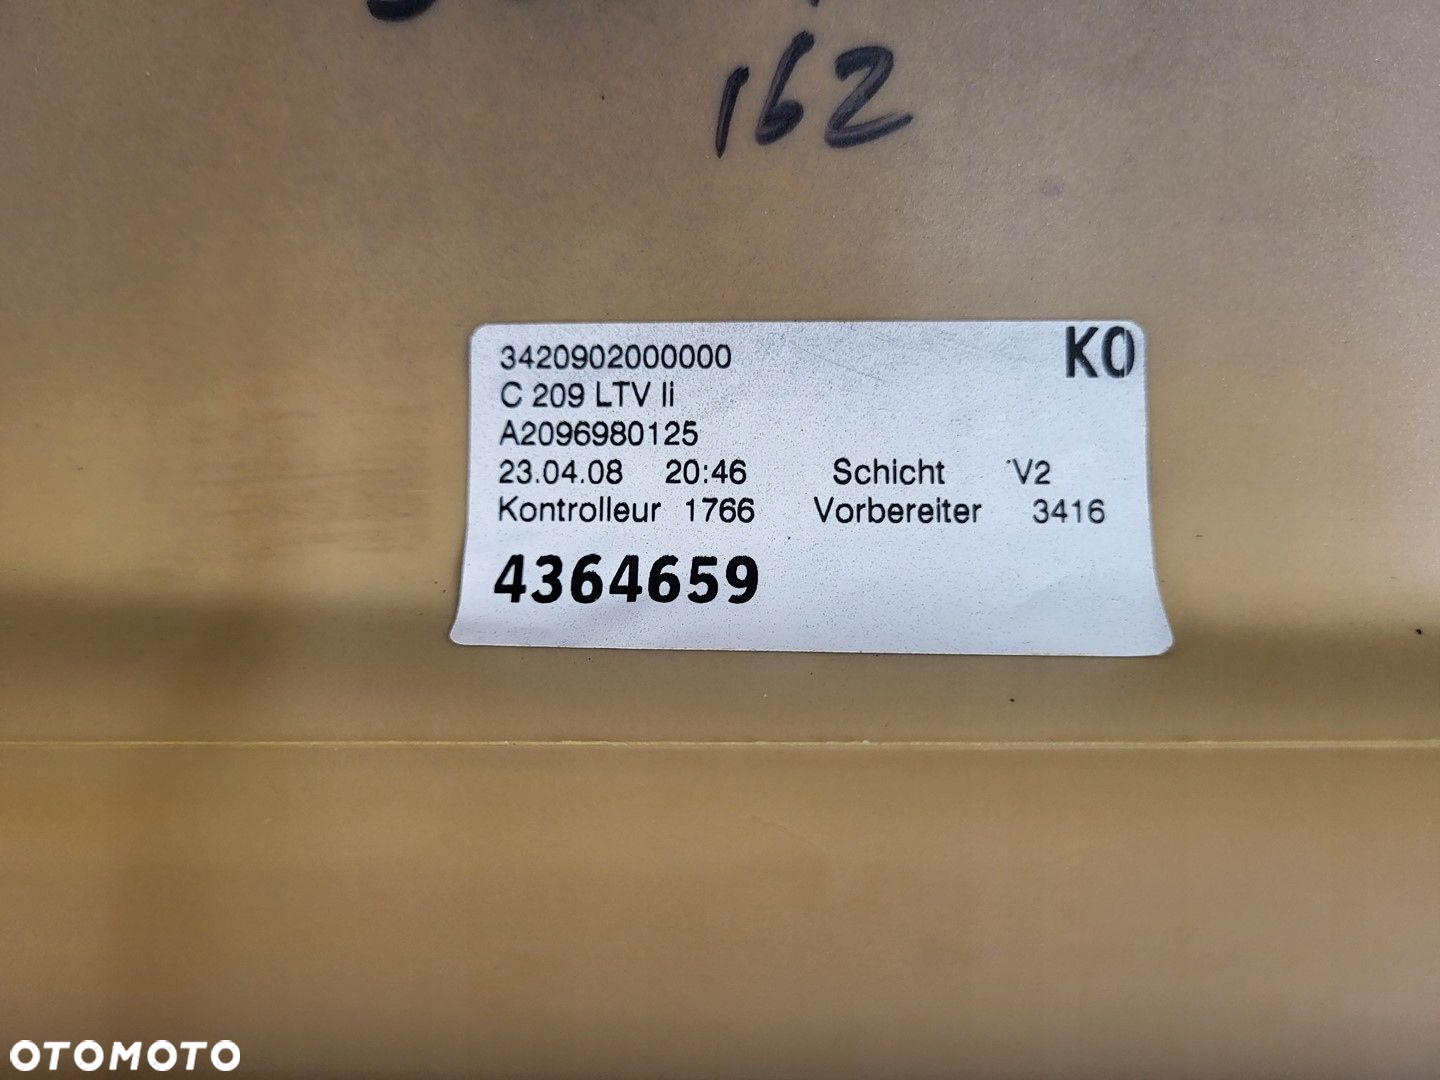 162
3420902000000
KO
C 209 LTV li
A2096980125
23.04.08 20:46 Schicht V2
Kontrolleur 1766 Vorbereiter 3416
4364659
OTOMOTO